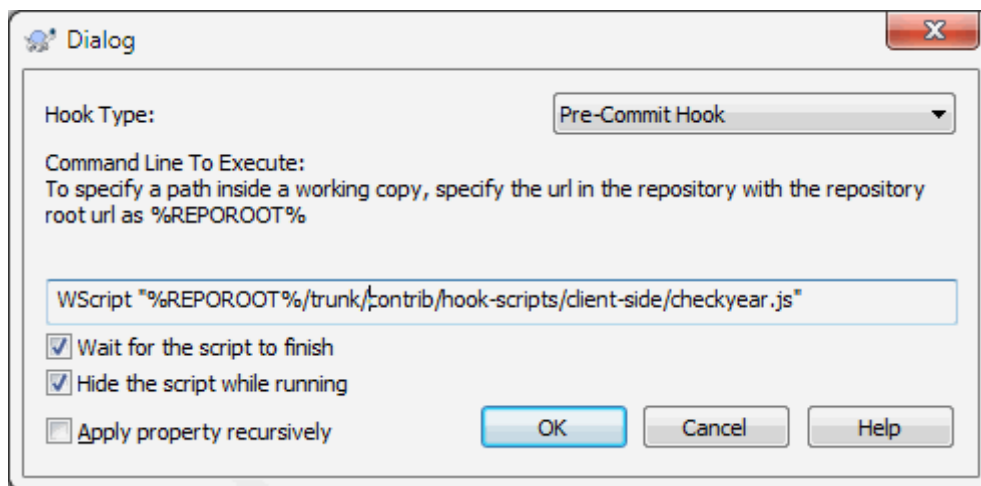 Dialog
Hook Type:
Pre-Commit Hook
Command Line To Execute:
To specify a path inside a working copy, specify the url in the repository with the repository
root url as %REPOROOT%
WScript "%REPOROOT%/trunk/contrib/hook-scripts/client-side/checkyear.js"
Wait for the script to finish
Hide the script while running
Apply property recursively
OK
Cancel
Help